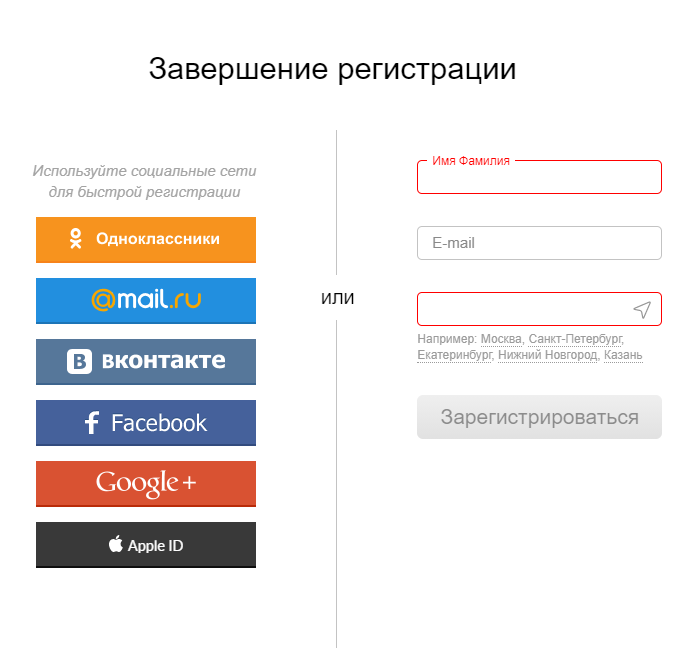 Завершение регистрации
Используйте социальные сети
для быстрой регистрации
Одноклассники
@mail.ru
В вконтакте
f Facebook
Google+
Apple ID
или
Имя Фамилия
E-mail
Например: Москва, Санкт-Петербург,
Екатеринбург, Нижний Новгород, Казань
Зарегистрироваться